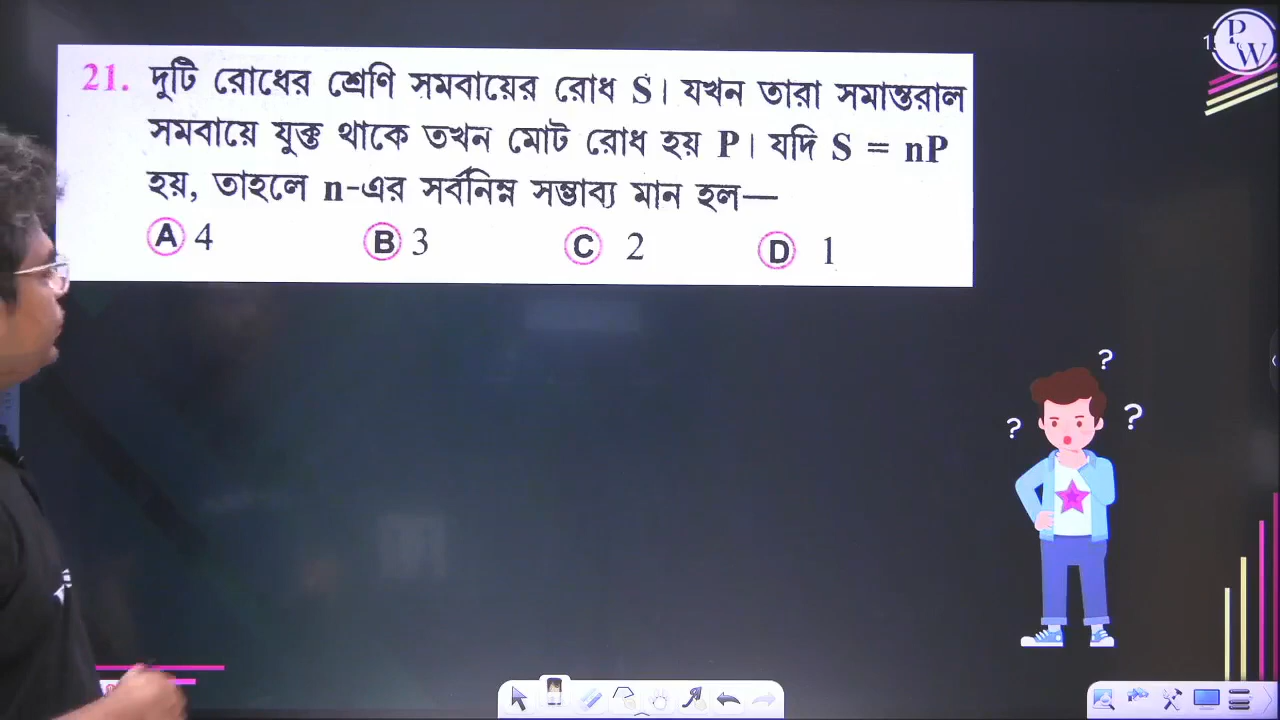 21. দুটি রোধের শ্রেণি সমবায়ের রোধ S। যখন তারা সমান্তরাল
সমবায়ে যুক্ত থাকে তখন মোট রোধ হয় P। যদি S = nP
হয়, তাহলে n-এর সর্বনিম্ন সম্ভাব্য মান হল—
A 4 B 3 C 2 D 1
P
W
?
?
?